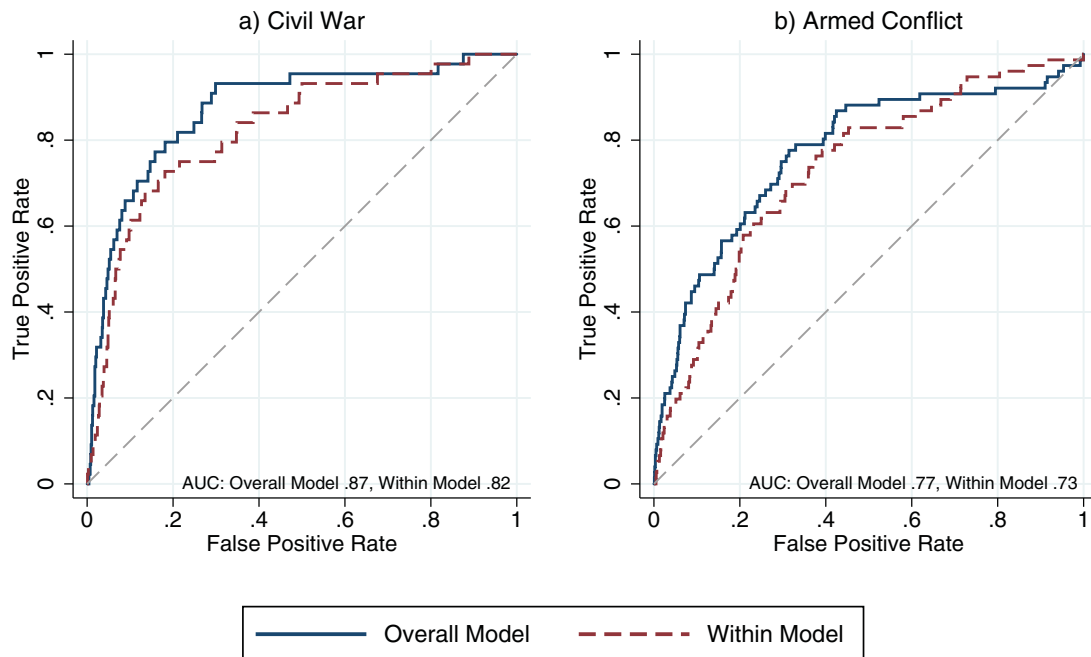 a) Civil War
b) Armed Conflict
True Positive Rate
1
.8
.6
.4
.2
0
AUC: Overall Model .87, Within Model .82
0 .2 .4 .6 .8 1
False Positive Rate
True Positive Rate
1
.8
.6
.4
.2
0
AUC: Overall Model .77, Within Model .73
0 .2 .4 .6 .8 1
False Positive Rate
Overall Model Within Model